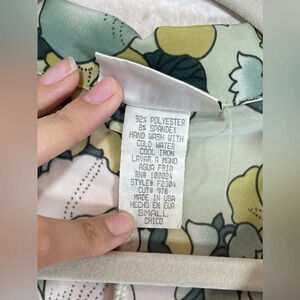 92% POLYESTER
8% SPANDEX
HAND WASH WITH
COLD WATER
COOL IRON
LAVAR A MANO
AGUA FRIA
RN# 100024
STYLE# F2304
CUT# 978
MADE IN USA
HECHO EN EUA
SMALL
CHICO